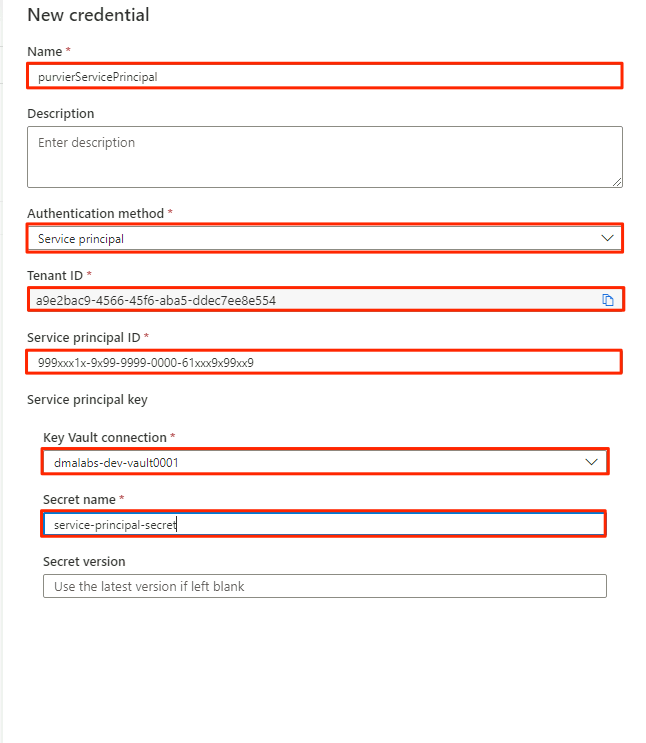 New credential
Name *
purvierServicePrincipal
Description
Enter description
Authentication method *
Service principal
Tenant ID *
a9e2bac9-4566-45f6-aba5-ddec7ee8e554
Service principal ID *
999xxx1x-9x99-9999-0000-61xxx9x99xx9
Service principal key
Key Vault connection *
dmalabs-dev-vault0001
Secret name *
service-principal-secret
Secret version
Use the latest version if left blank